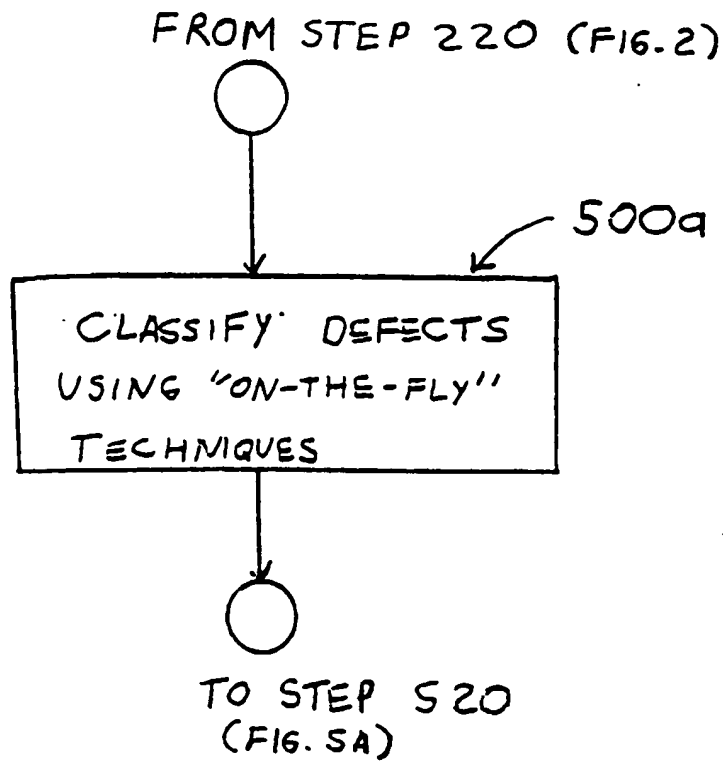 FROM STEP 220 (FIG. 2)
500a
CLASSIFY DEFECTS
USING "ON-THE-FLY"
TECHNIQUES
TO STEP 520
(FIG. 5A)